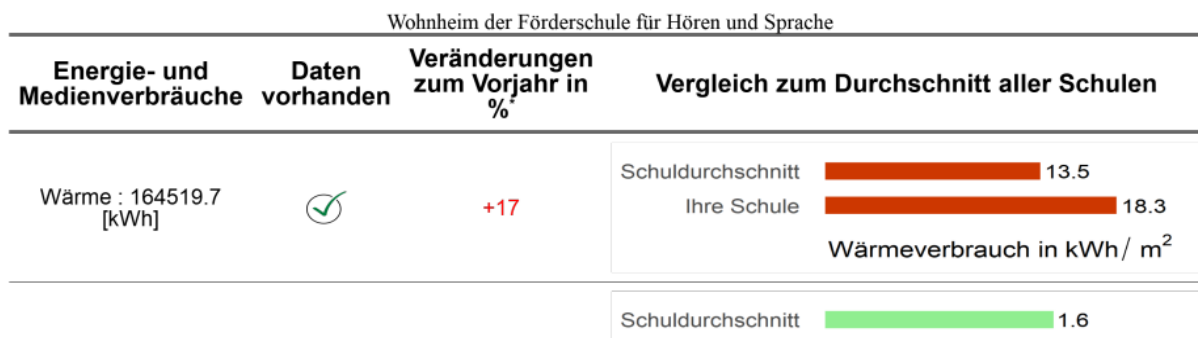 Wohnheim der Förderschule für Hören und Sprache
Energie- und
Medienverbräuche
Daten
vorhanden
Veränderungen
zum Vorjahr in
%*
Vergleich zum Durchschnitt aller Schulen
Wärme : 164519.7
[kWh]
+17
Schuldurchschnitt 13.5
Ihre Schule 18.3
Wärmeverbrauch in kWh/ m²
Schuldurchschnitt 1.6